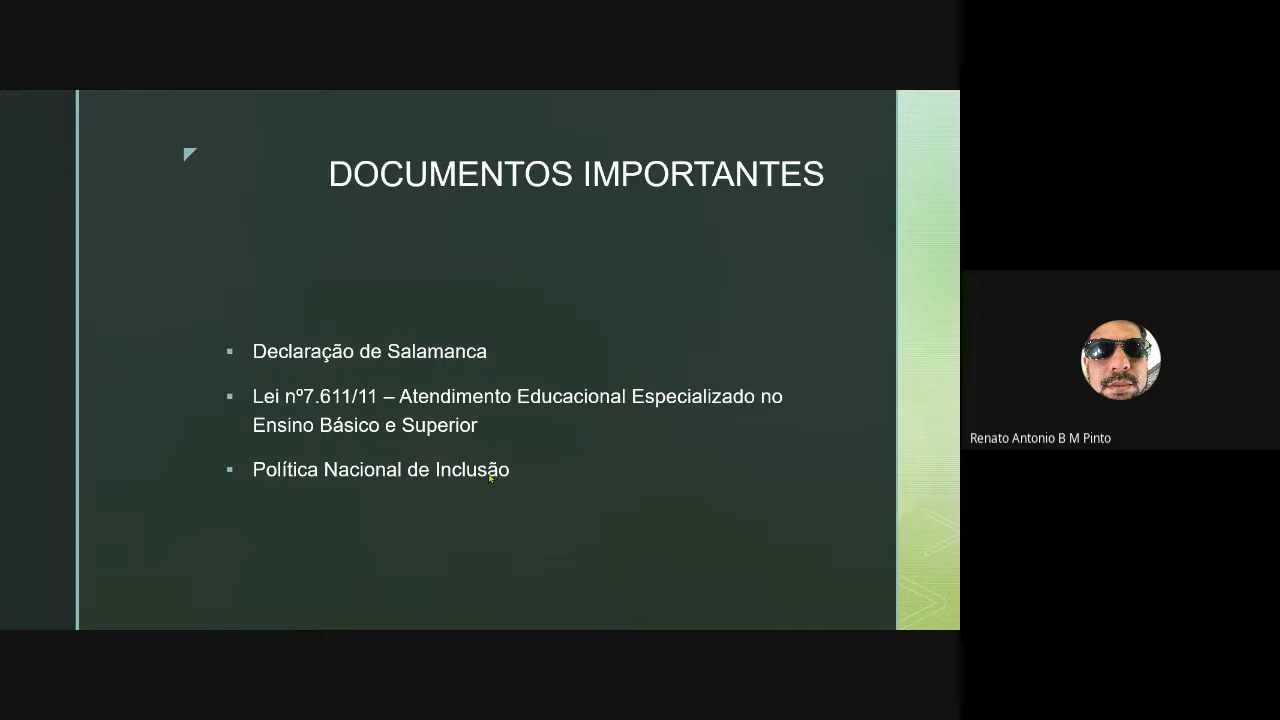 DOCUMENTOS IMPORTANTES
Declaração de Salamanca
Lei nº7.611/11 – Atendimento Educacional Especializado no
Ensino Básico e Superior
Política Nacional de Inclusão
Renato Antonio B M Pinto